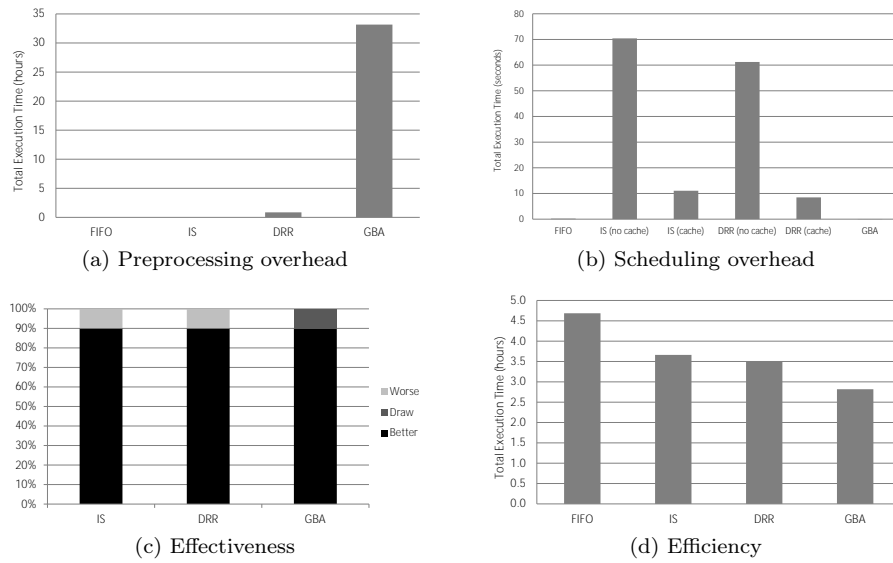 35
30
25
20
15
10
5
0
Total Execution Time (hours)
FIFO IS DRR GBA
(a) Preprocessing overhead
80
70
60
50
40
30
20
10
0
Total Execution Time (seconds)
FIFO IS (no cache) IS (cache) DRR (no cache) DRR (cache) GBA
(b) Scheduling overhead
100%
90%
80%
70%
60%
50%
40%
30%
20%
10%
0%
IS DRR GBA
Worse
Draw
Better
(c) Effectiveness
5.0
4.5
4.0
3.5
3.0
2.5
2.0
1.5
1.0
0.5
0.0
Total Execution Time (hours)
FIFO IS DRR GBA
(d) Efficiency